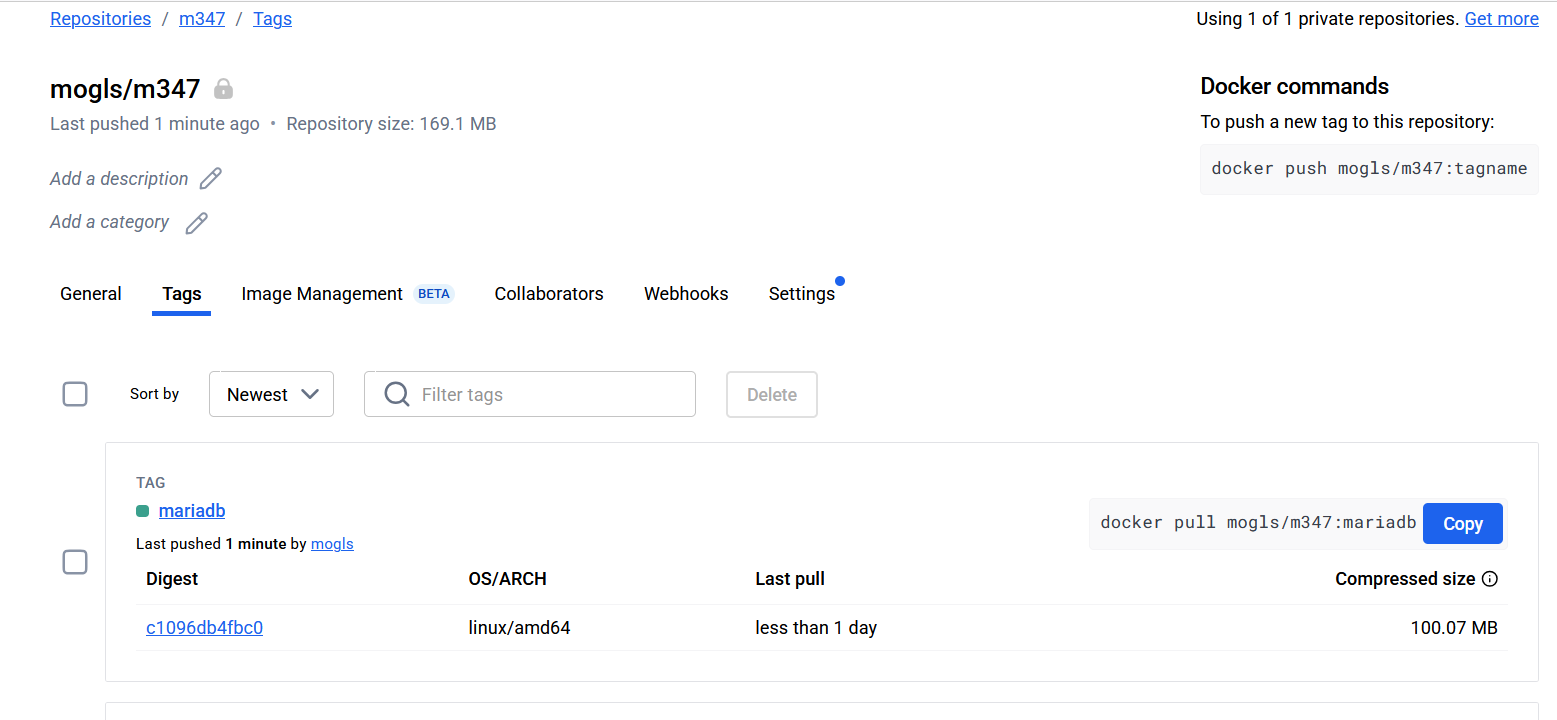 Repositories / m347 / Tags
Using 1 of 1 private repositories. Get more
mogls/m347
Last pushed 1 minute ago • Repository size: 169.1 MB
Add a description
Add a category
Docker commands
To push a new tag to this repository:
docker push mogls/m347:tagname
General Tags Image Management BETA Collaborators Webhooks Settings
Sort by Newest Filter tags Delete
TAG
mariadb
Last pushed 1 minute by mogls
docker pull mogls/m347:mariadb Copy
Digest OS/ARCH Last pull Compressed size
c1096db4fbc0 linux/amd64 less than 1 day 100.07 MB